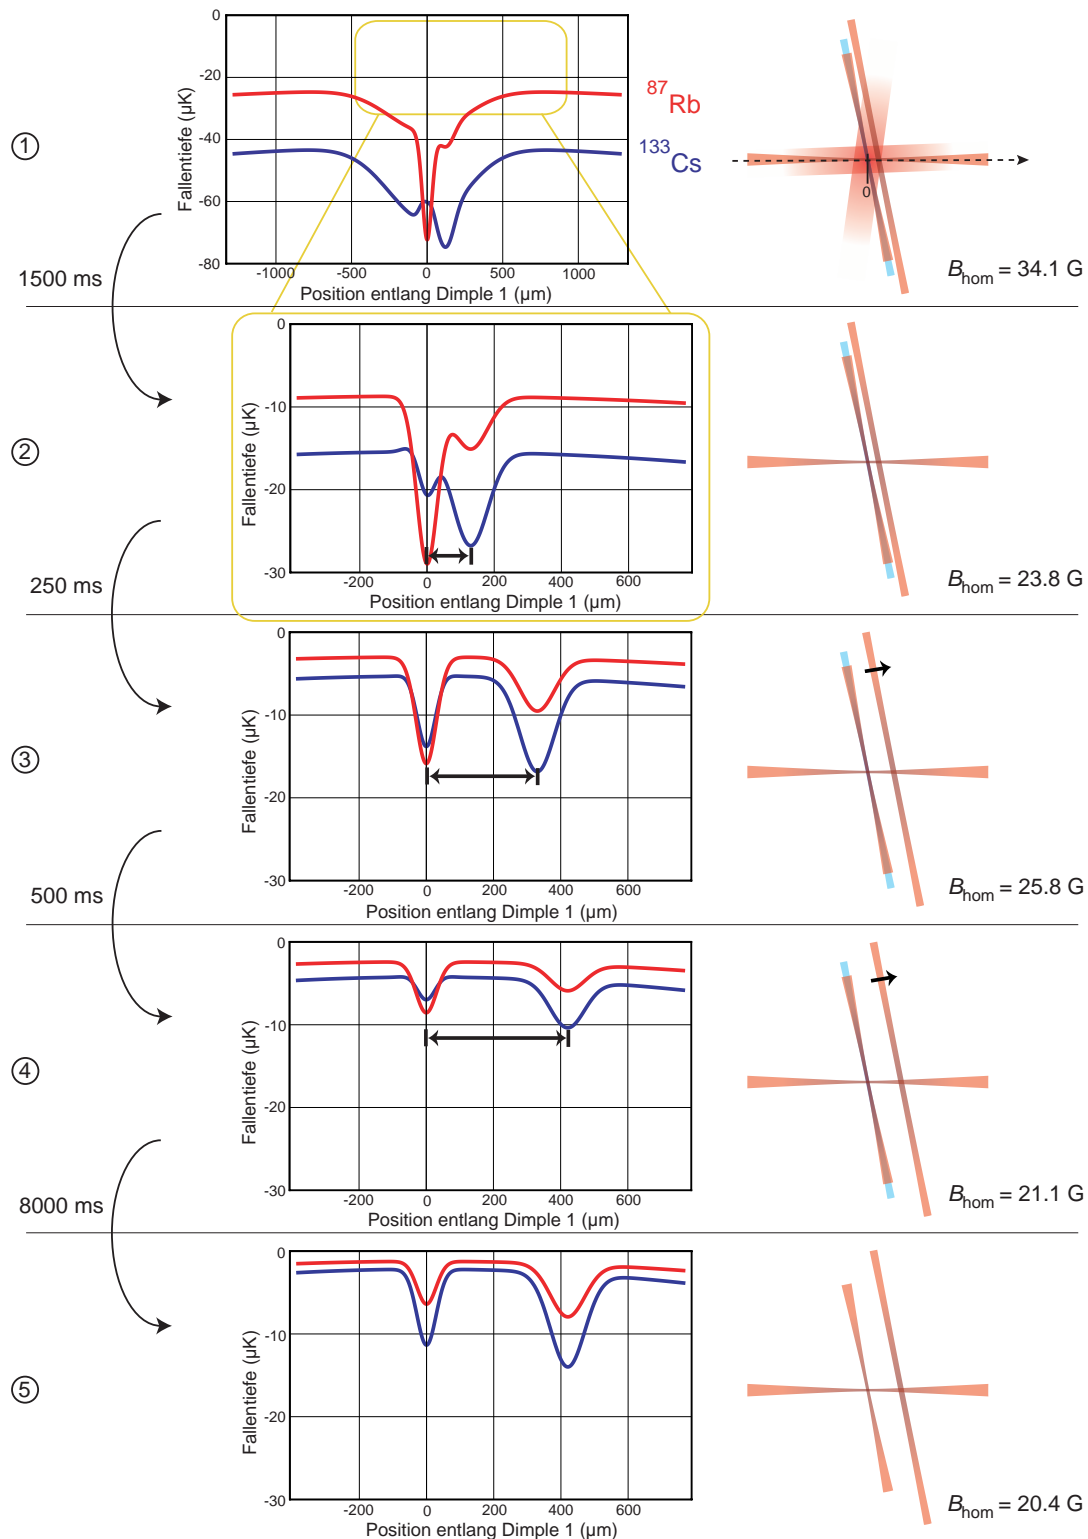 ①
0
-20
-40
-60
-80
Fallentiefe (µK)
-1000 -500 0 500 1000
Position entlang Dimple 1 (µm)
87Rb
133Cs
0
Bhom = 34.1 G
1500 ms
②
0
-10
-20
-30
Fallentiefe (µK)
-200 0 200 400 600
Position entlang Dimple 1 (µm)
Bhom = 23.8 G
250 ms
③
0
-10
-20
-30
Fallentiefe (µK)
-200 0 200 400 600
Position entlang Dimple 1 (µm)
Bhom = 25.8 G
500 ms
④
0
-10
-20
-30
Fallentiefe (µK)
-200 0 200 400 600
Position entlang Dimple 1 (µm)
Bhom = 21.1 G
8000 ms
⑤
0
-10
-20
-30
Fallentiefe (µK)
-200 0 200 400 600
Position entlang Dimple 1 (µm)
Bhom = 20.4 G